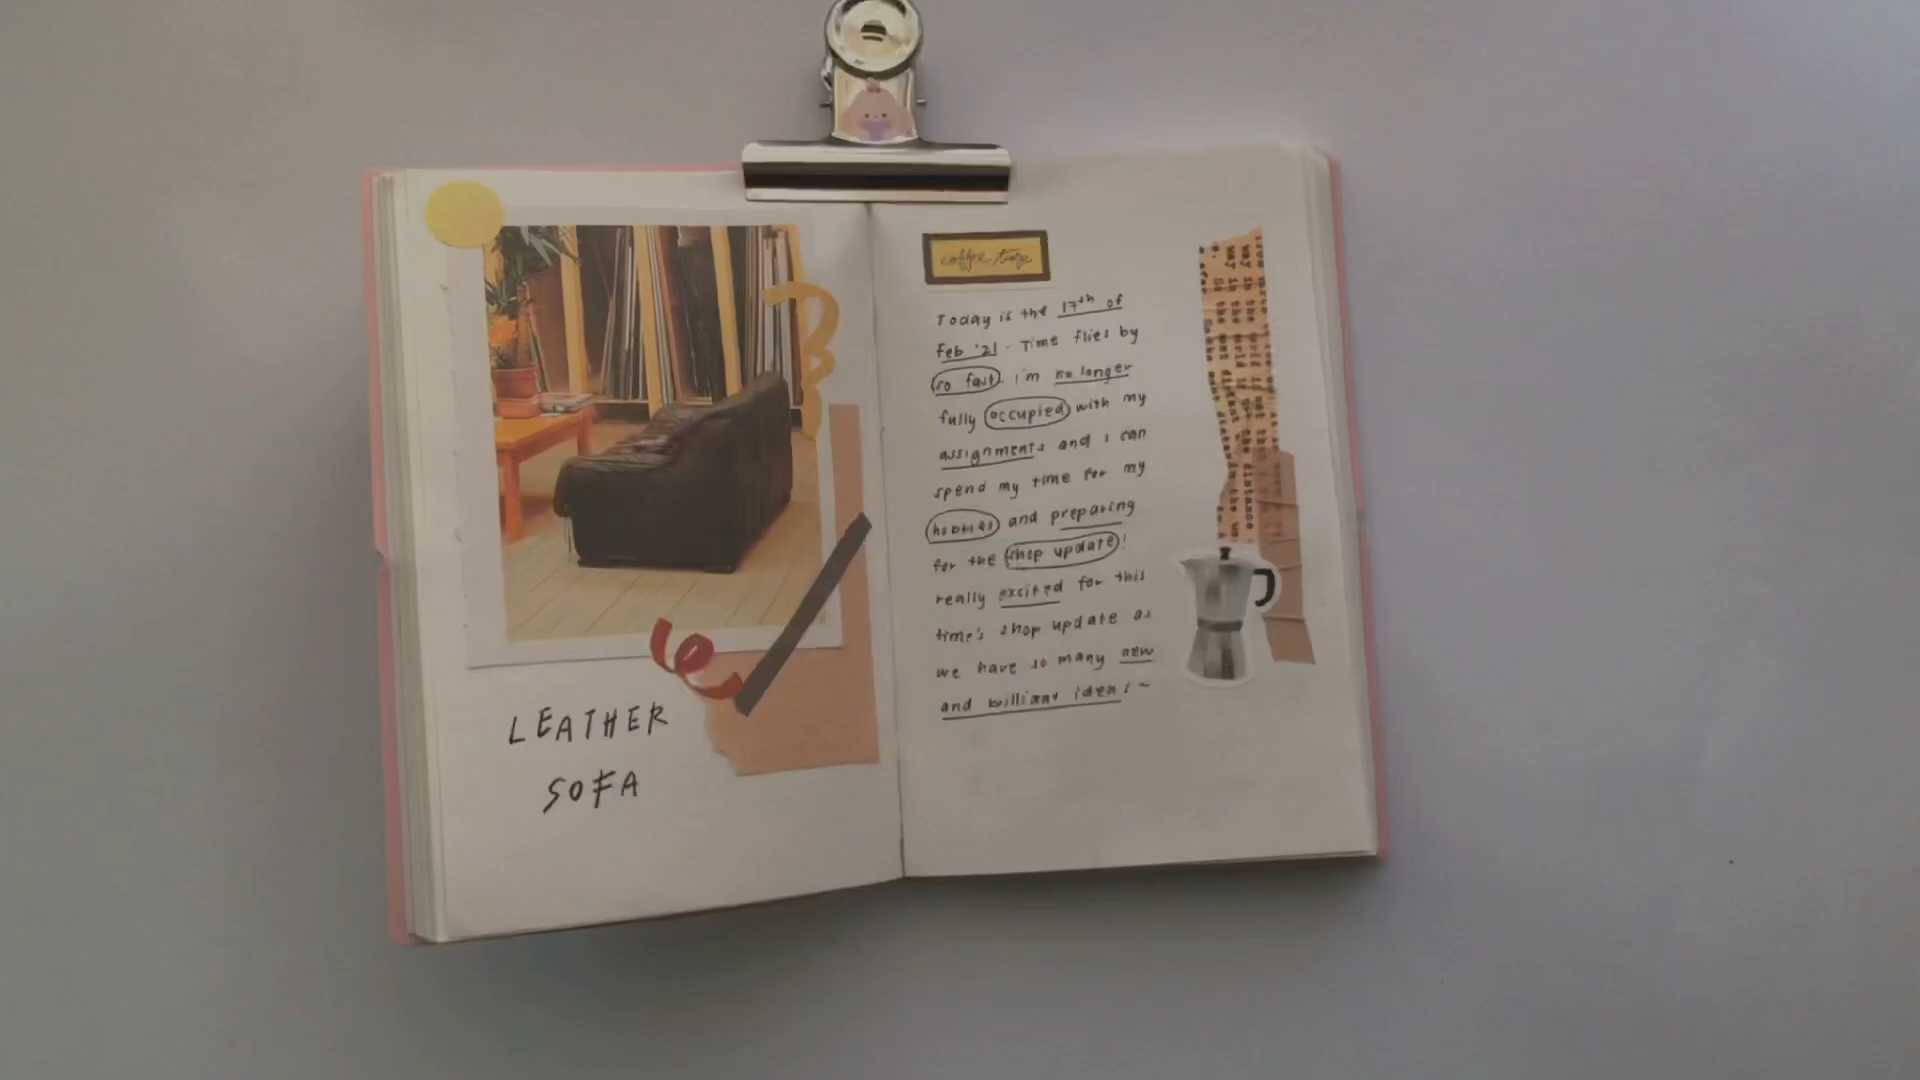 LEATHER
SOFA
coffee time
Today is the 17th of
Feb '21 - Time flies by
so fast. I'm no longer
fully occupied with my
assignments and I can
spend my time for my
hobbies and preparing
for the shop update!
really excited for this
time's shop update as
we have so many new
and brilliant ideas ~